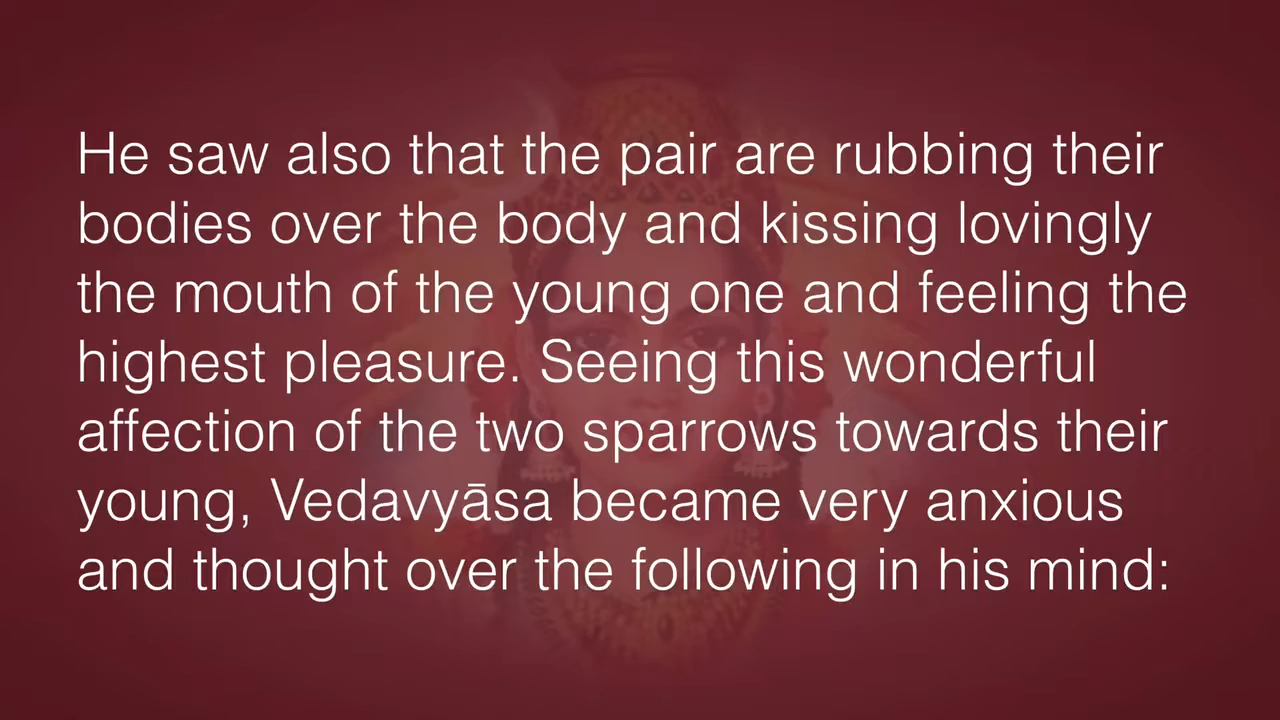 He saw also that the pair are rubbing their
bodies over the body and kissing lovingly
the mouth of the young one and feeling the
highest pleasure. Seeing this wonderful
affection of the two sparrows towards their
young, Vedavyāsa became very anxious
and thought over the following in his mind: